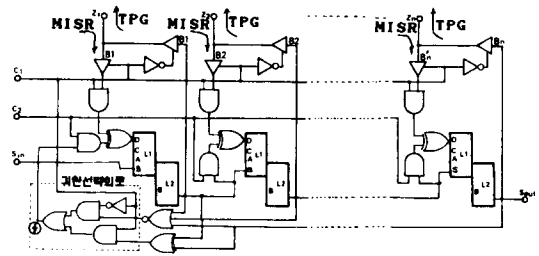 MISR Z₁ TPG MISR Z₂ TPG MISR Zn TPG
B1 B1 B2 B2 Bn' Bn
C₁
C₂
Sin
D C A B L1 L2 B
D C A B L1 L2 B
D C A S L1 L2 B
Sout
귀환선택회로